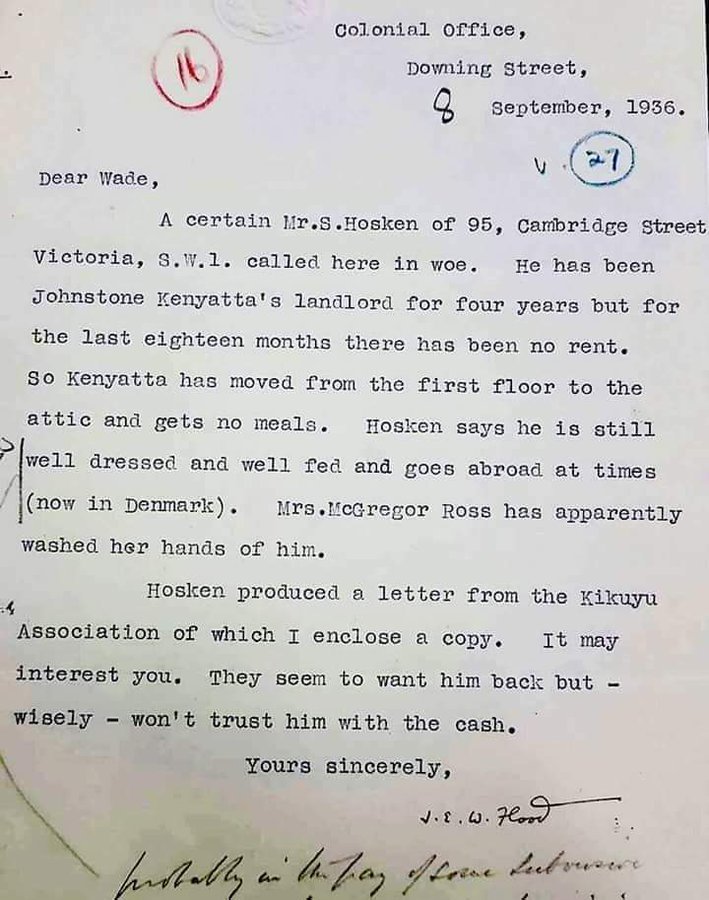 Colonial Office,
Downing Street,
16
8 September, 1936.
v. 27
Dear Wade,
A certain Mr.S.Hosken of 95, Cambridge Street
Victoria, S.W.1. called here in woe. He has been
Johnstone Kenyatta's landlord for four years but for
the last eighteen months there has been no rent.
So Kenyatta has moved from the first floor to the
attic and gets no meals. Hosken says he is still
well dressed and well fed and goes abroad at times
(now in Denmark). Mrs.McGregor Ross has apparently
washed her hands of him.
Hosken produced a letter from the Kikuyu
Association of which I enclose a copy. It may
interest you. They seem to want him back but -
wisely - won't trust him with the cash.
Yours sincerely,
J.E.W. Flood
probably in the pay of some subversive